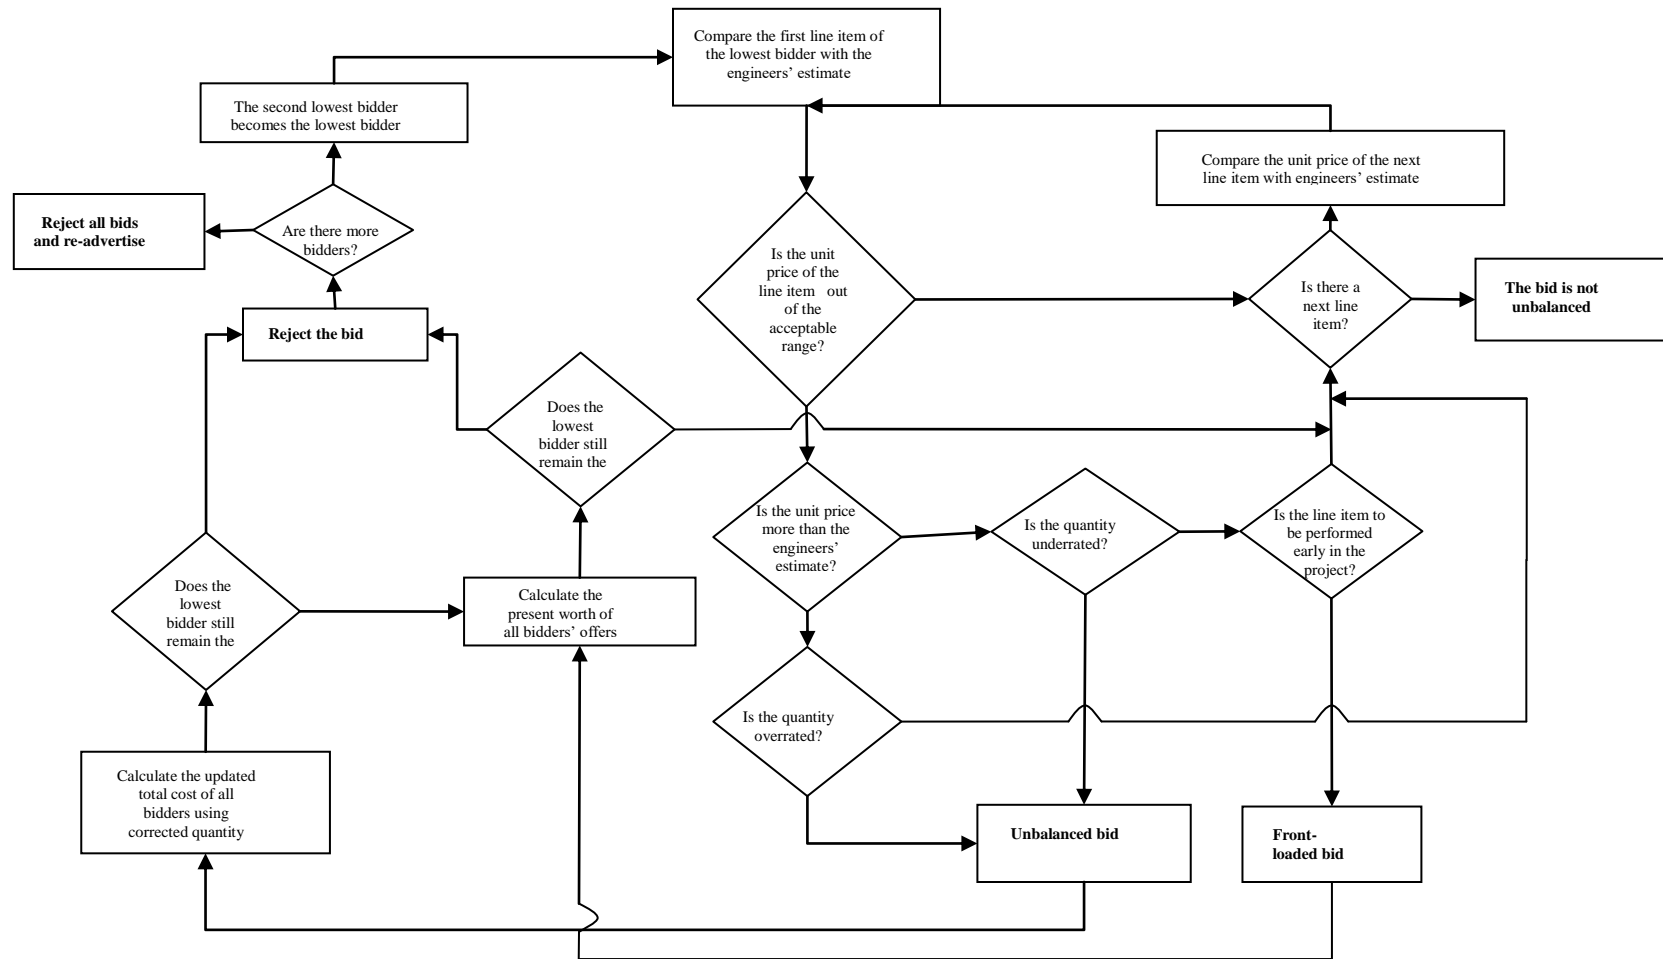 Compare the first line item of
the lowest bidder with the
engineers’ estimate
The second lowest bidder
becomes the lowest bidder
Compare the unit price of the next
line item with engineers’ estimate
Reject all bids
and re-advertise
Are there more
bidders?
Is the unit
price of the
line item out
of the
acceptable
range?
Is there a
next line
item?
The bid is not
unbalanced
Reject the bid
Does the
lowest
bidder still
remain the
Is the unit price
more than the
engineers’
estimate?
Is the quantity
underrated?
Is the line item to
be performed
early in the
project?
Does the
lowest
bidder still
remain the
Calculate the
present worth of
all bidders’ offers
Is the quantity
overrated?
Calculate the updated
total cost of all
bidders using
corrected quantity
Unbalanced bid
Front-
loaded bid